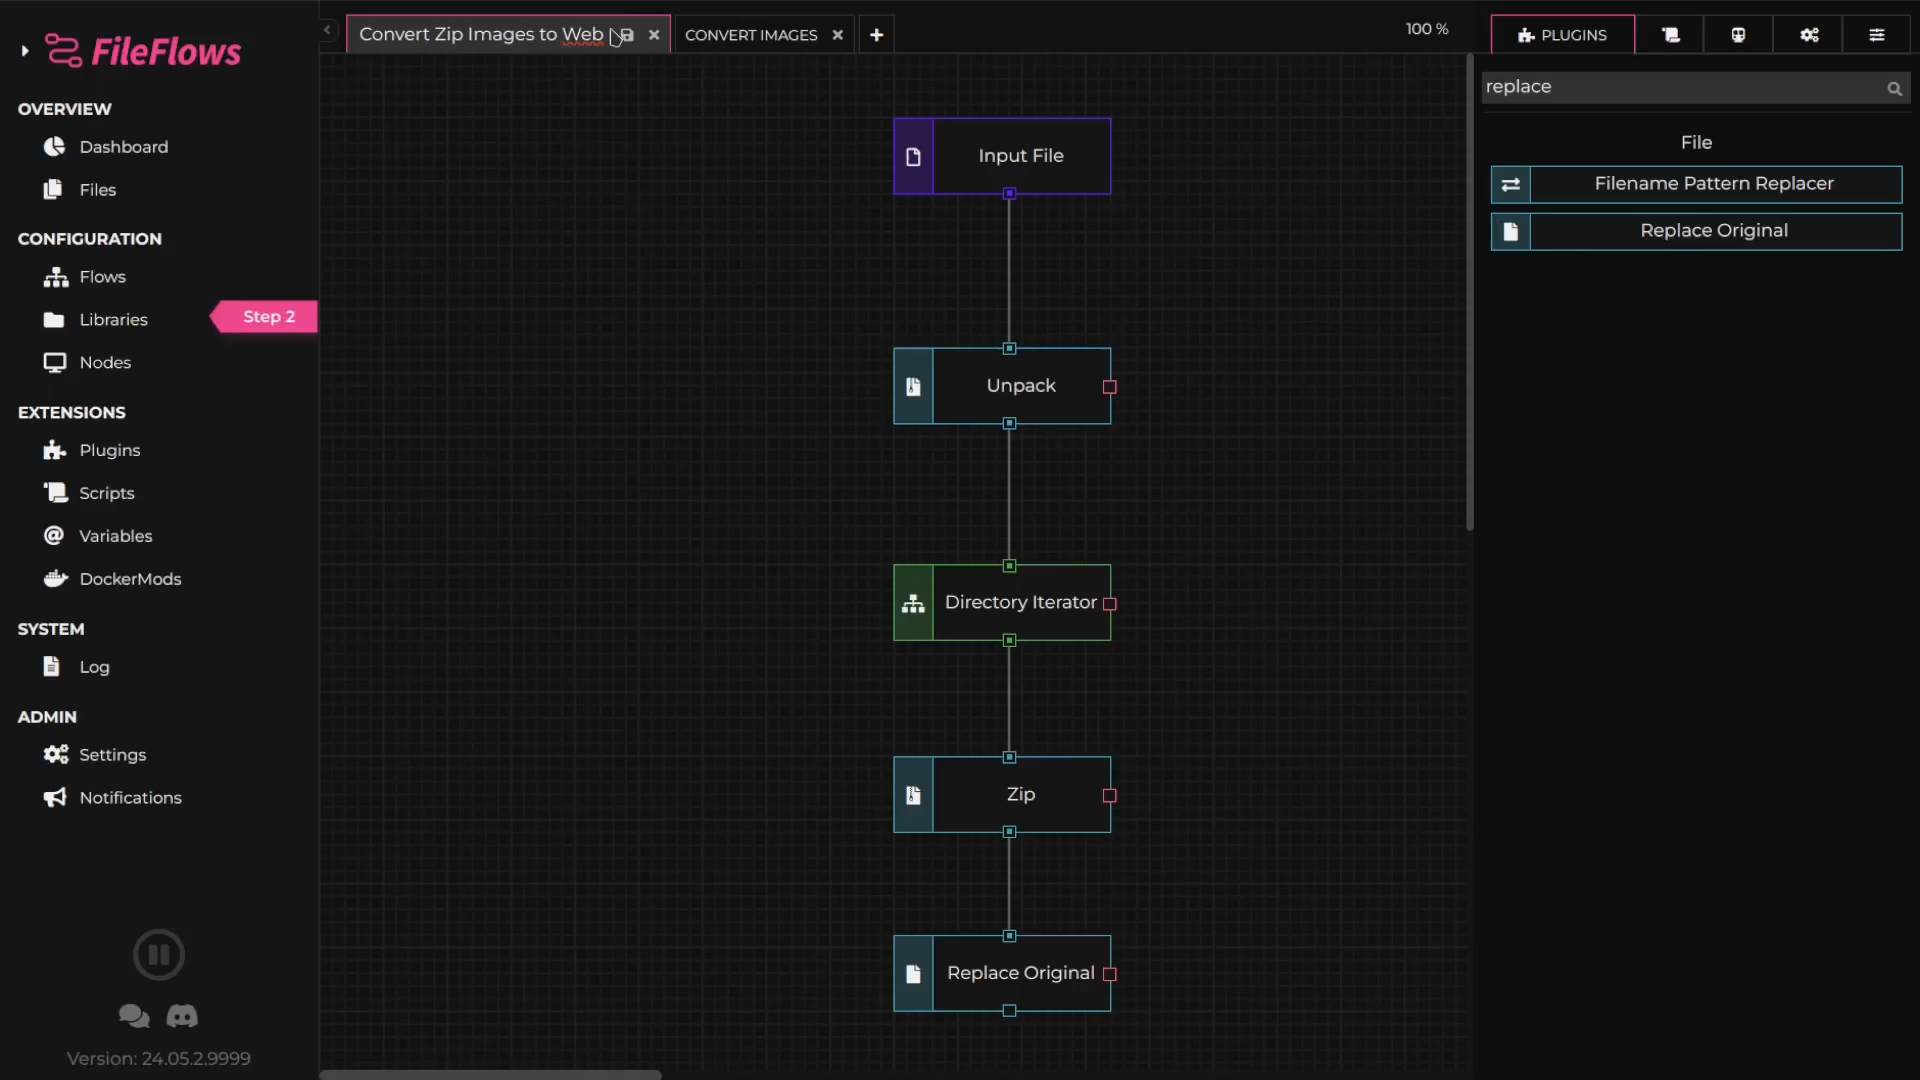 FileFlows
OVERVIEW
Dashboard
Files
CONFIGURATION
Flows
Libraries
Step 2
Nodes
EXTENSIONS
Plugins
Scripts
Variables
DockerMods
SYSTEM
Log
ADMIN
Settings
Notifications
Version: 24.05.2.9999
Convert Zip Images to Web
CONVERT IMAGES
100 %
Input File
Unpack
Directory Iterator
Zip
Replace Original
PLUGINS
replace
File
Filename Pattern Replacer
Replace Original